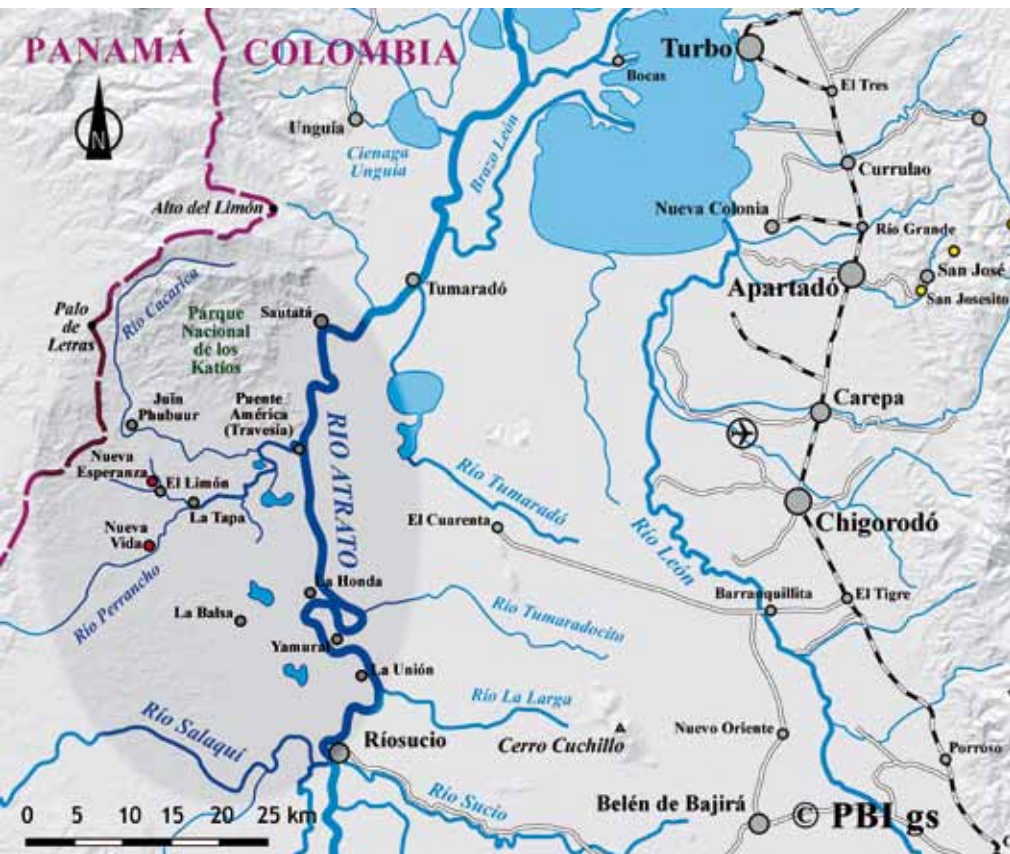 PANAMÁ
COLOMBIA
Turbo
Bocas
El Tres
N
Unguía
Cienaga
Unguía
Brazo León
Currulao
Alto del Limón
Nueva Colonia
Rio Grande
San José
San Josesito
Apartadó
Tumaradó
Río Cacarica
Palo
de
Letras
Párque
Nacional
de los
Katíos
Sautatá
Carepa
Juín
Phubuur
Puente
América
(Travesía)
RÍO ATRATO
Nueva
Esperanza
El Limón
La Tapa
Río Tumaradó
El Cuarenta
Río León
Chigorodó
Nueva
Vida
Río Perrancho
La Honda
La Balsa
Río Tumaradocito
Barranquillita
El Tigre
Yamural
La Unión
Río La Larga
Río Salaquí
Ríosucio
Cerro Cuchillo
Nuevo Oriente
Porroso
Río Sucio
Belén de Bajirá
© PBI gs
0 5 10 15 20 25 km